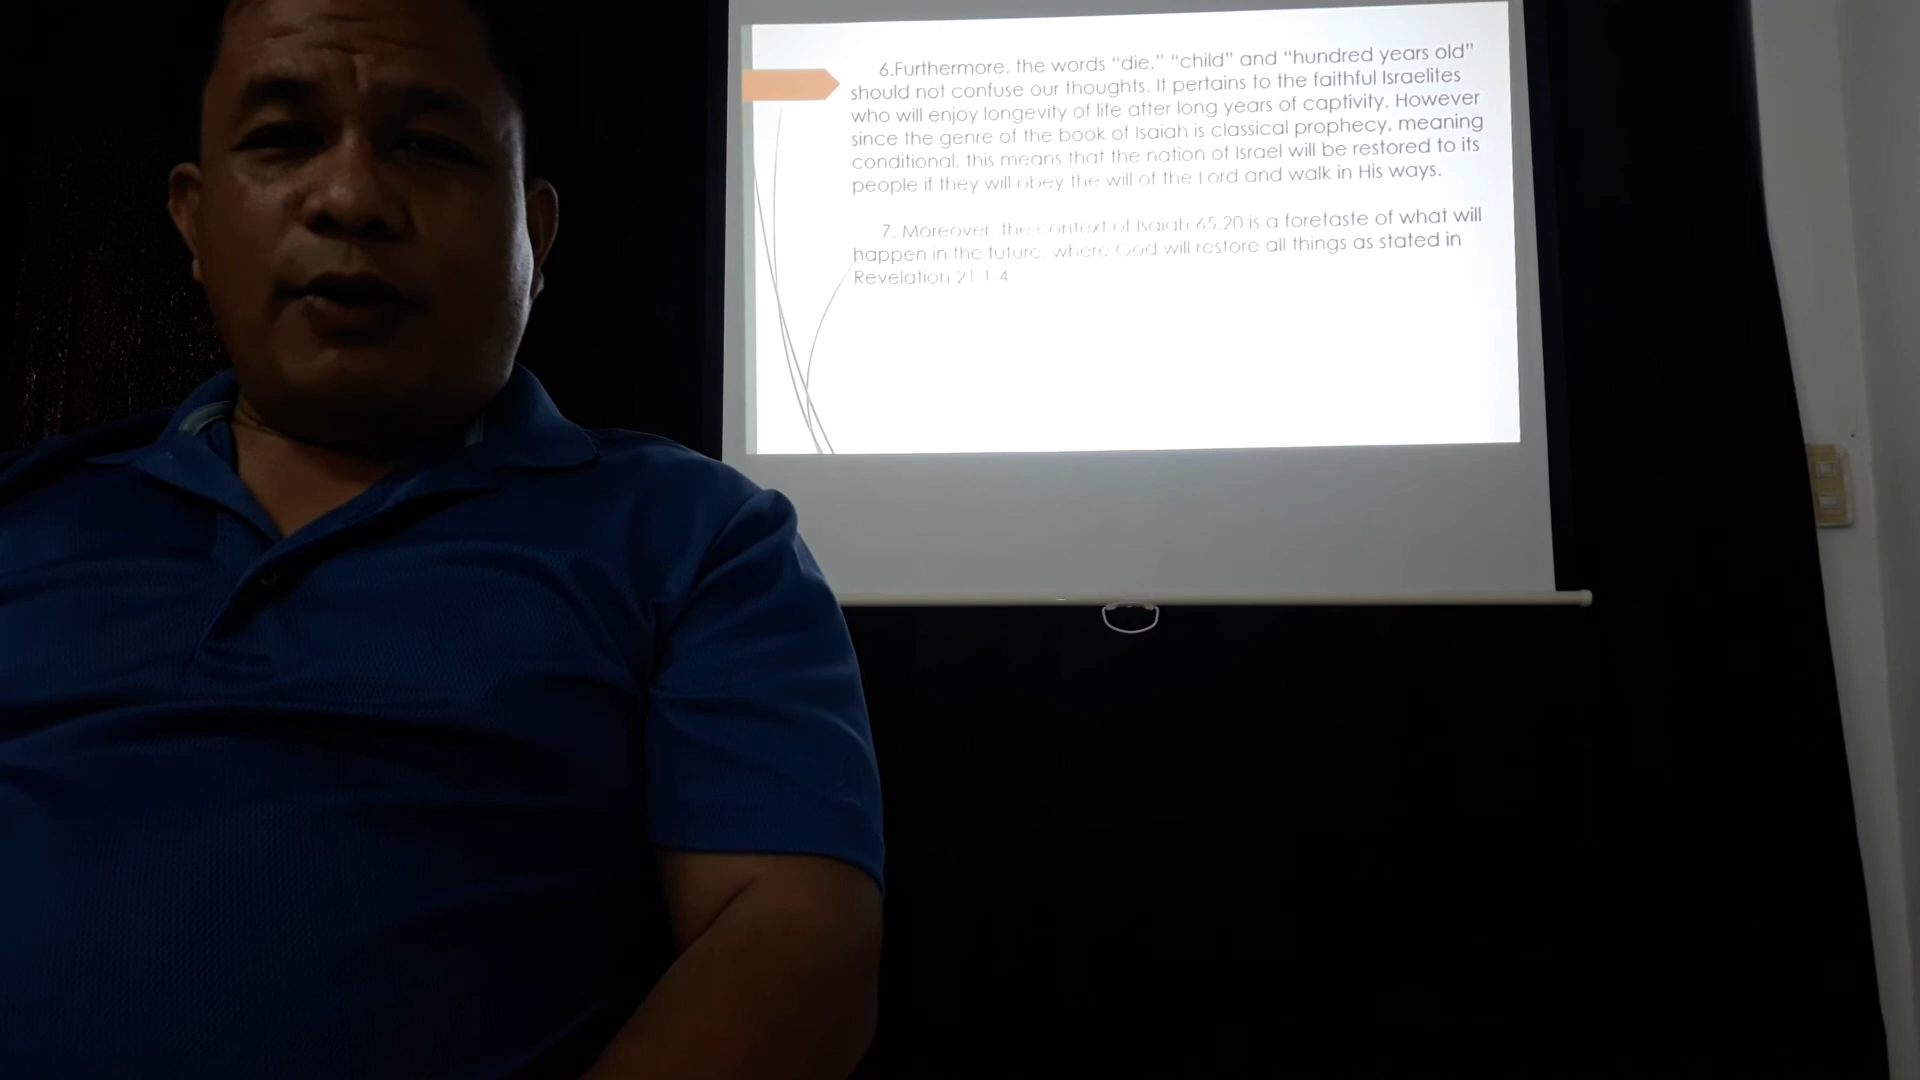 6.Furthermore, the words “die,” “child” and “hundred years old”
should not confuse our thoughts. It pertains to the faithful Israelites
who will enjoy longevity of life after long years of captivity. However
since the genre of the book of Isaiah is classical prophecy, meaning
conditional, this means that the nation of Israel will be restored to its
people if they will obey the will of the Lord and walk in His ways.
7. Moreover, the context of Isaiah 65:20 is a foretaste of what will
happen in the future, where God will restore all things as stated in
Revelation 21:1-4